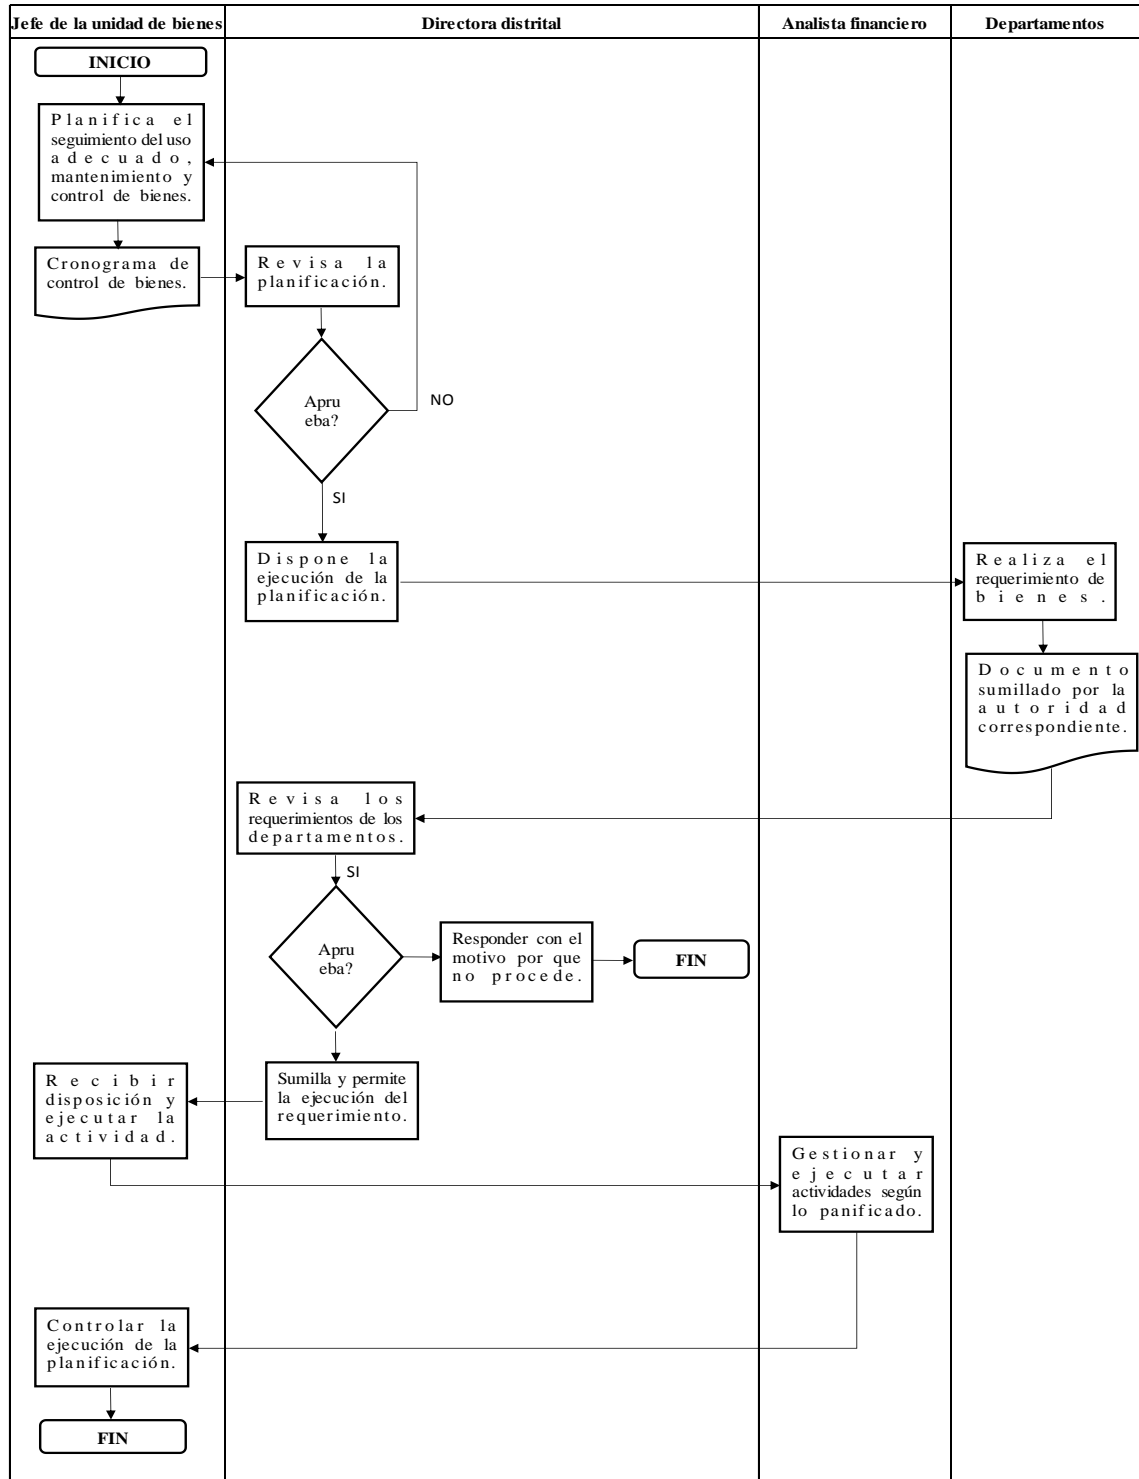 Jefe de la unidad de bienes
Directora distrital
Analista financiero
Departamentos
INICIO
Planifica el
seguimiento del uso
adecuado,
mantenimiento y
control de bienes.
Cronograma de
control de bienes.
Revisa la
planificación.
Apru
eba?
NO
SI
Dispone la
ejecución de la
planificación.
Realiza el
requerimiento de
bienes.
Documento
sumillado por la
autoridad
correspondiente.
Revisa los
requerimientos de los
departamentos.
SI
Apru
eba?
Responder con el
motivo por que
no procede.
FIN
Sumilla y permite
la ejecución del
requerimiento.
Recibir
disposición y
ejecutar la
actividad.
Gestionar y
ejecutar
actividades según
lo panificado.
Controlar la
ejecución de la
planificación.
FIN